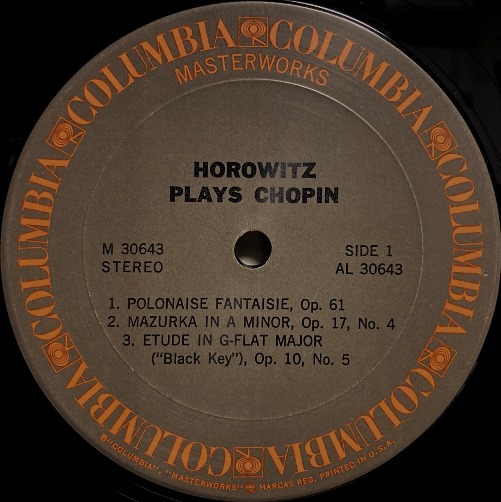 COLUMBIA COLUMBIA COLUMBIA COLUMBIA COLUMBIA COLUMBIA COLUMBIA COLUMBIA
MASTERWORKS
HOROWITZ
PLAYS CHOPIN
M 30643
STEREO
SIDE 1
AL 30643
1. POLONAISE FANTAISIE, Op. 61
2. MAZURKA IN A MINOR, Op. 17, No. 4
3. ETUDE IN G-FLAT MAJOR
("Black Key"), Op. 10, No. 5
®"COLUMBIA", "MASTERWORKS" MARCAS REG. PRINTED IN U.S.A.